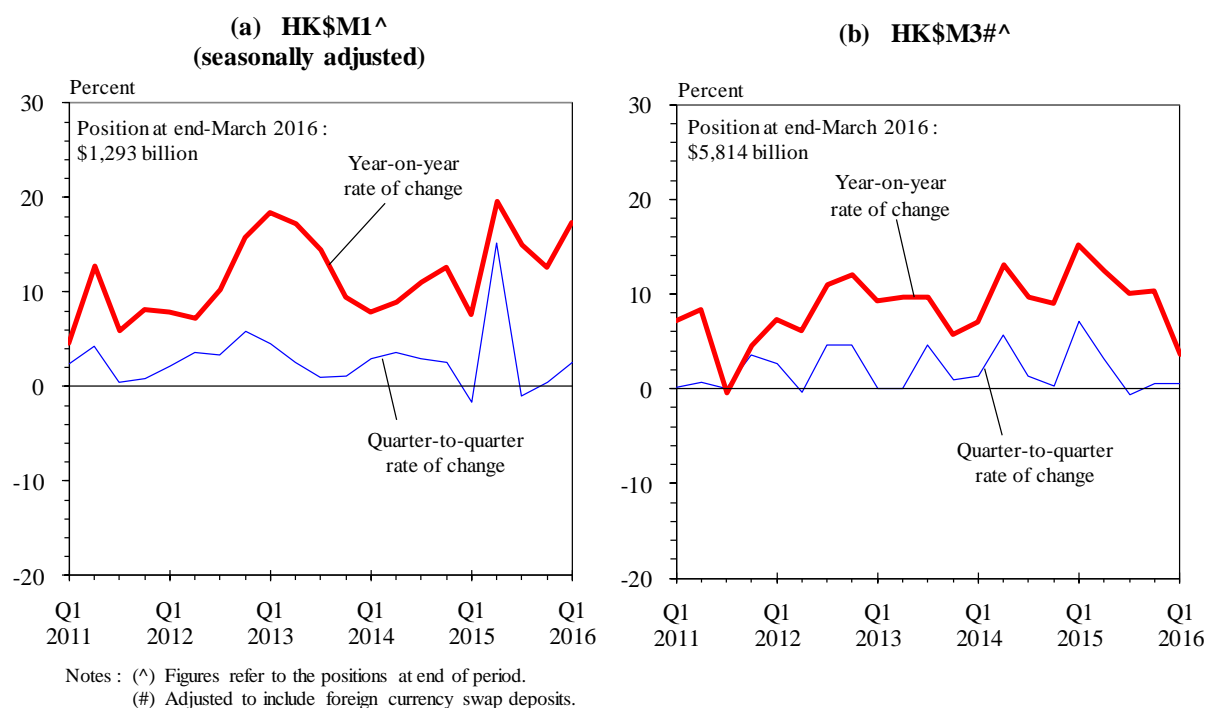 (a) HK$M1^
(seasonally adjusted)
Percent
30
20
10
0
-10
-20
Position at end-March 2016 :
$1,293 billion
Year-on-year
rate of change
Quarter-to-quarter
rate of change
Q1 Q1 Q1 Q1 Q1 Q1
2011 2012 2013 2014 2015 2016
(b) HK$M3#^
Percent
30
20
10
0
-10
-20
Position at end-March 2016 :
$5,814 billion
Year-on-year
rate of change
Quarter-to-quarter
rate of change
Q1 Q1 Q1 Q1 Q1 Q1
2011 2012 2013 2014 2015 2016
Notes : (^) Figures refer to the positions at end of period.
(#) Adjusted to include foreign currency swap deposits.